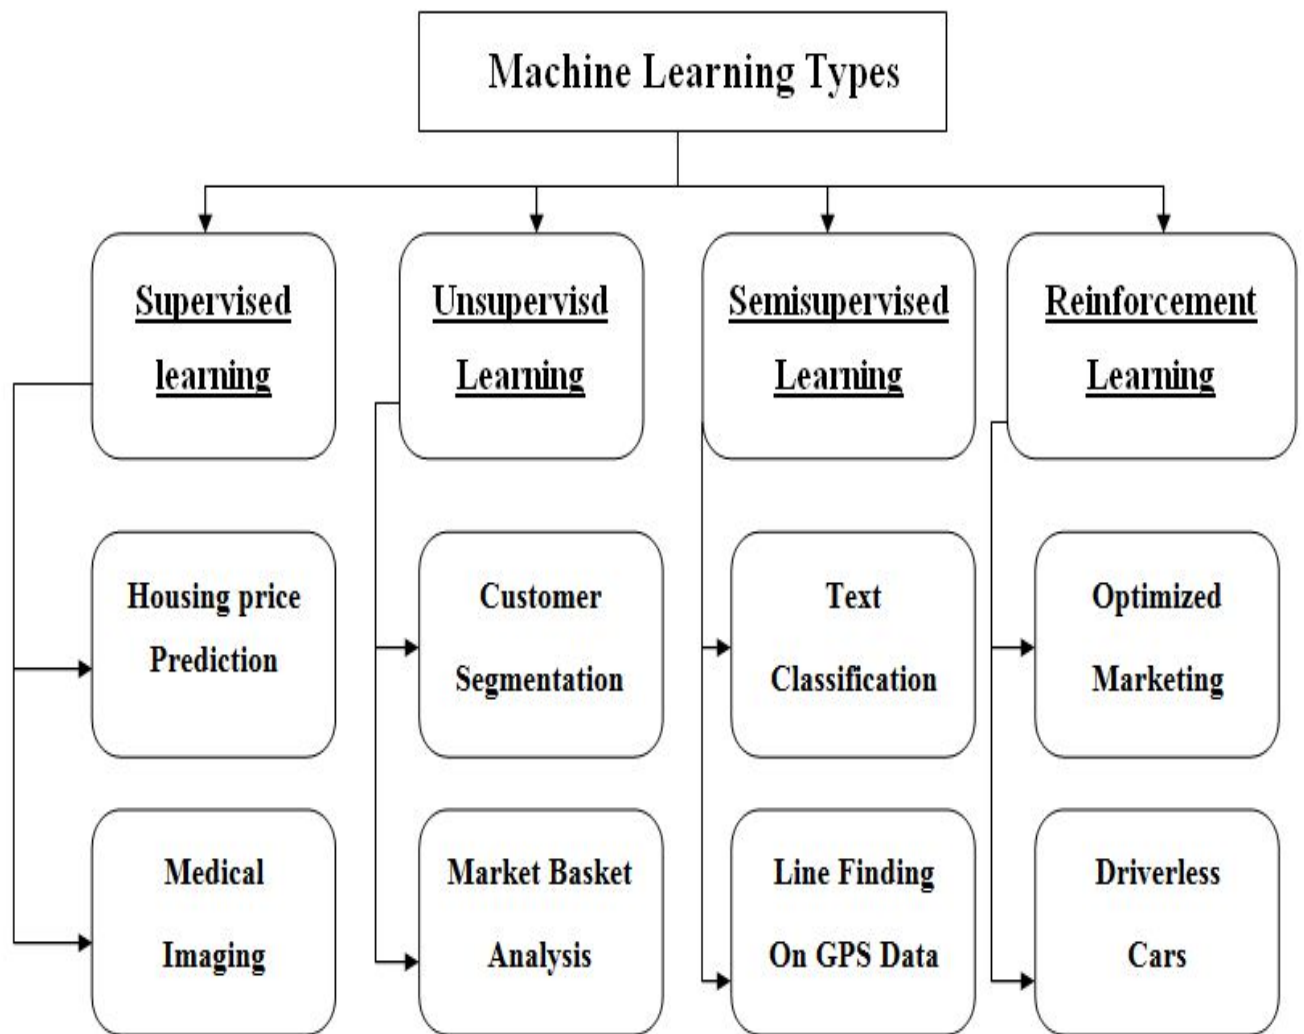 Machine Learning Types
Supervised
learning
Unsupervisd
Learning
Semisupervised
Learning
Reinforcement
Learning
Housing price
Prediction
Customer
Segmentation
Text
Classification
Optimized
Marketing
Medical
Imaging
Market Basket
Analysis
Line Finding
On GPS Data
Driverless
Cars